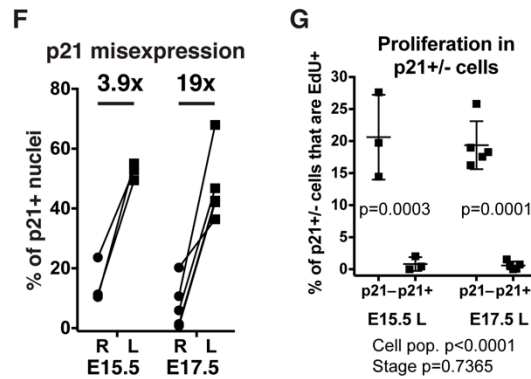 F
p21 misexpression
3.9x 19x
% of p21+ nuclei
80
60
40
20
0
R L R L
E15.5 E17.5
G
Proliferation in
p21+/- cells
% of p21+/- cells that are EdU+
30
25
20
15
10
5
0
p=0.0003 p=0.0001
p21– p21+ p21– p21+
E15.5 L E17.5 L
Cell pop. p<0.0001
Stage p=0.7365